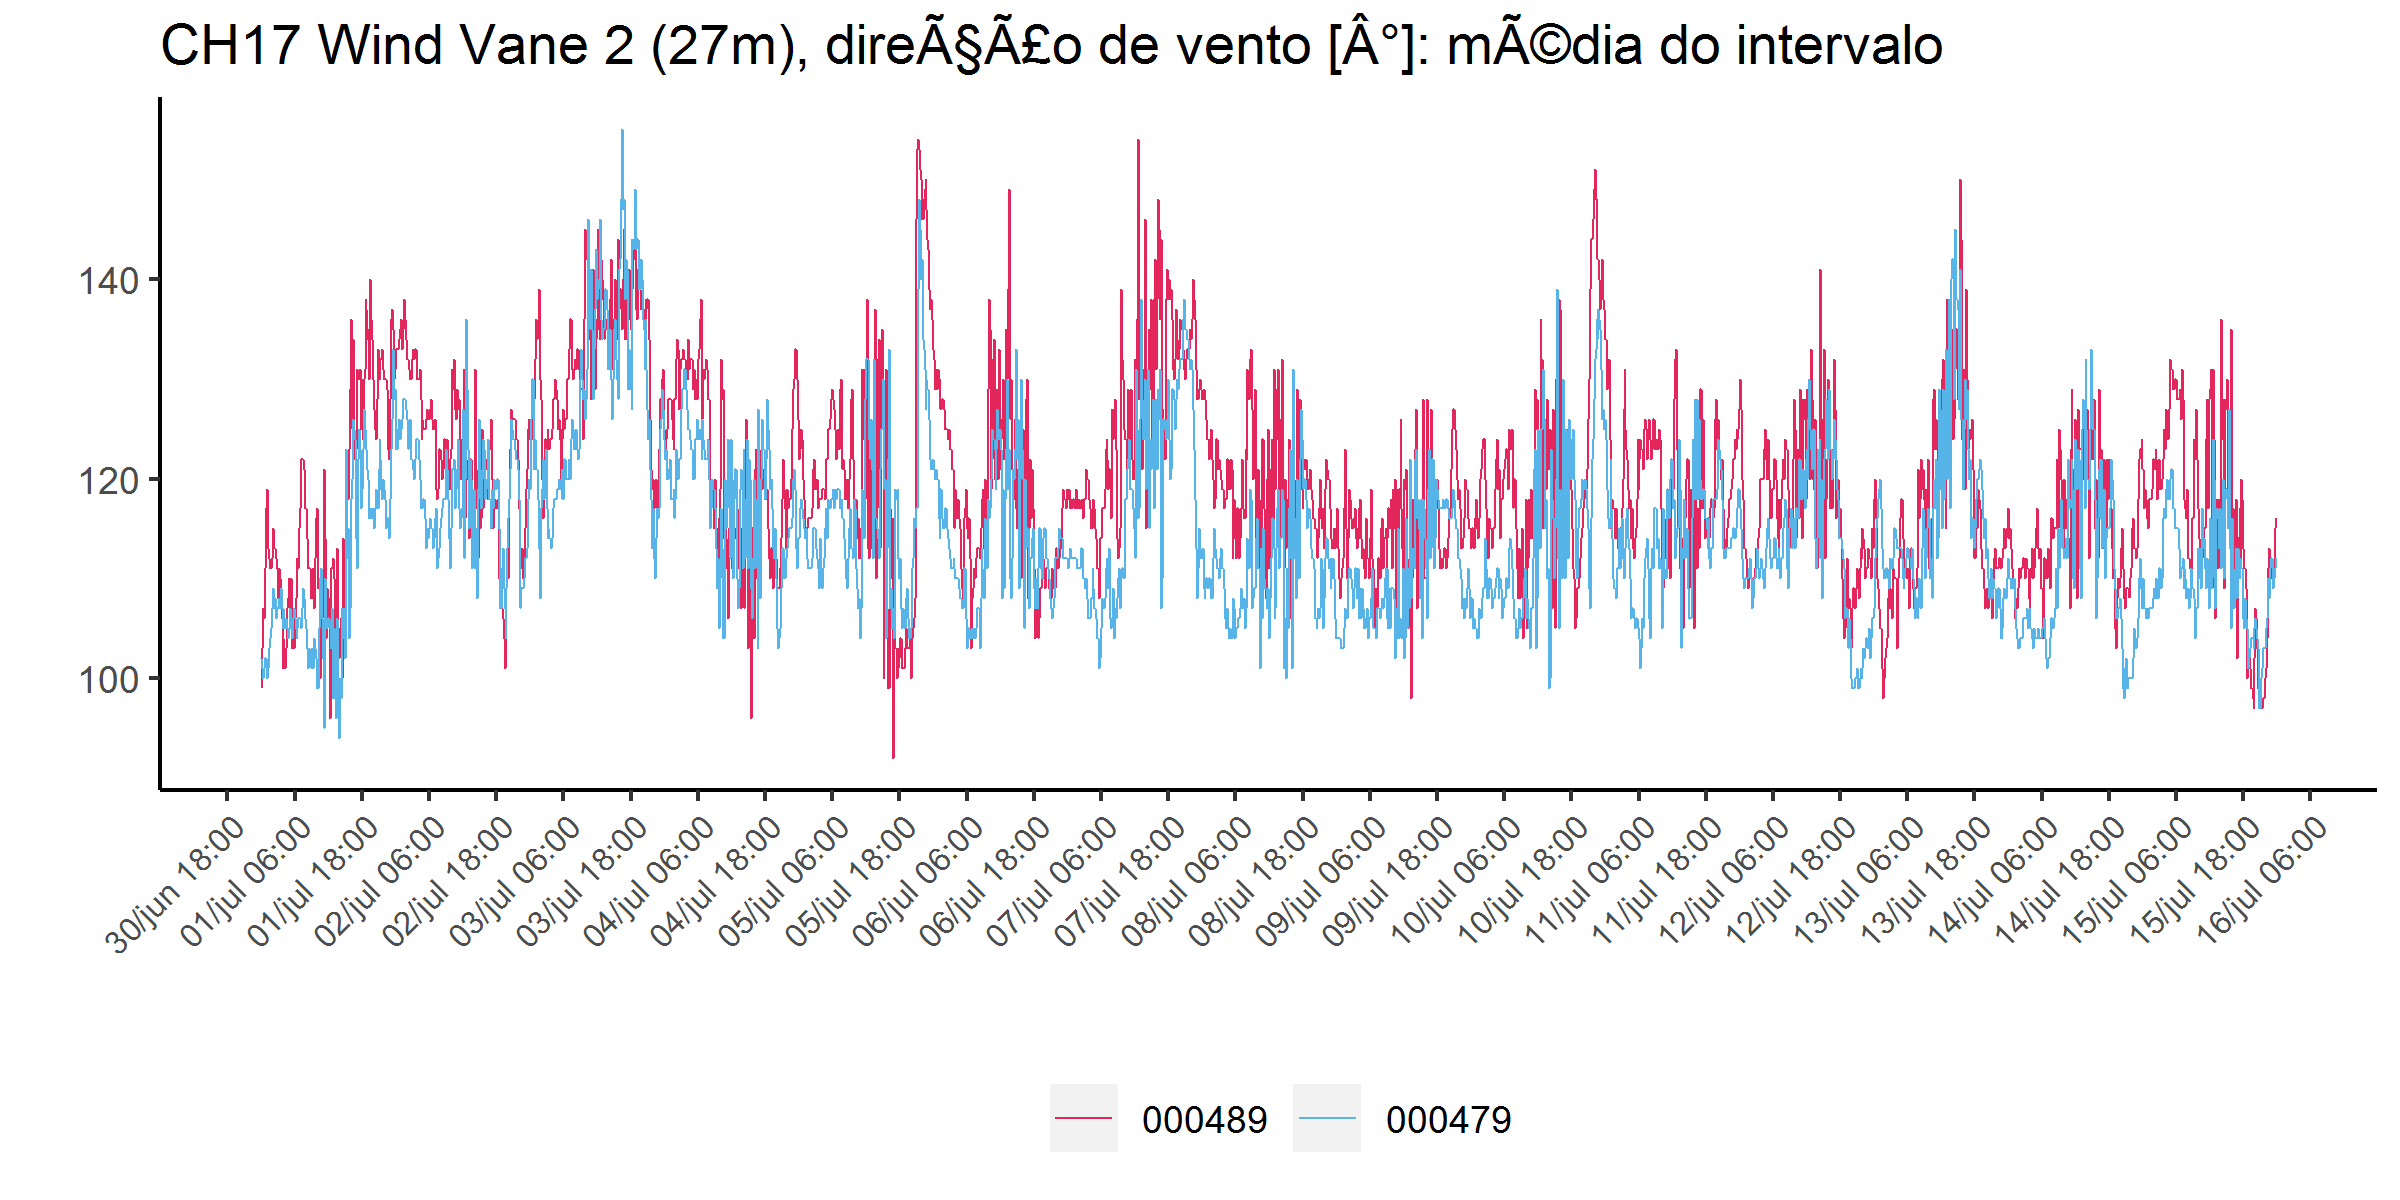 CH17 Wind Vane 2 (27m), direÃ§Ã£o de vento [Â°]: mÃ©dia do intervalo
140
120
100
30/jun 18:00
01/jul 06:00
01/jul 18:00
02/jul 06:00
02/jul 18:00
03/jul 06:00
03/jul 18:00
04/jul 06:00
04/jul 18:00
05/jul 06:00
05/jul 18:00
06/jul 06:00
06/jul 18:00
07/jul 06:00
07/jul 18:00
08/jul 06:00
08/jul 18:00
09/jul 06:00
09/jul 18:00
10/jul 06:00
10/jul 18:00
11/jul 06:00
11/jul 18:00
12/jul 06:00
12/jul 18:00
13/jul 06:00
13/jul 18:00
14/jul 06:00
14/jul 18:00
15/jul 06:00
15/jul 18:00
16/jul 06:00
000489
000479